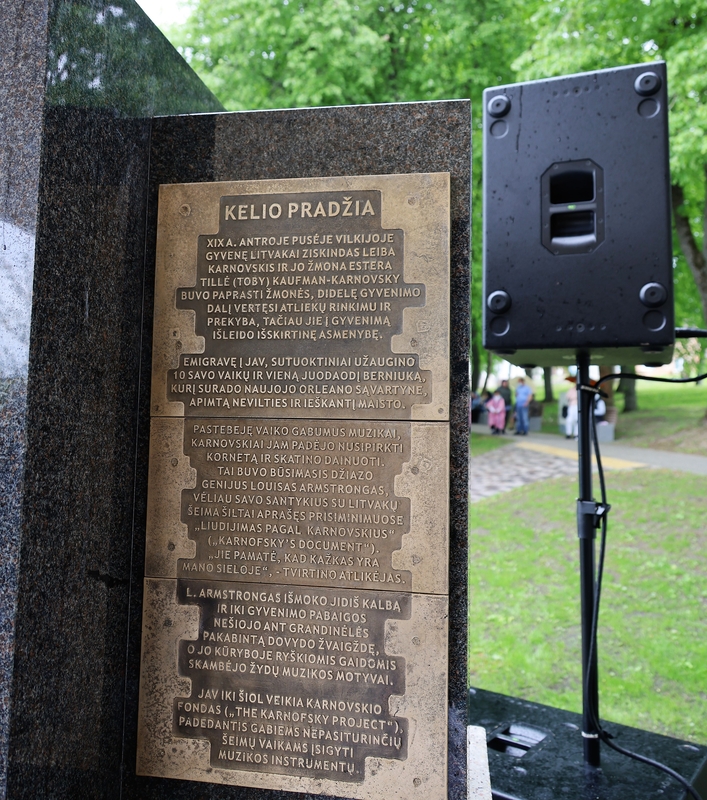 KELIO PRADŽIA
XIX A. ANTROJE PUSĖJE VILKIJOJE
GYVENĘ LITVAKAI ZISKINDAS LEIBA
KARNOVSKIS IR JO ŽMONA ESTERA
TILLĖ (TOBY) KAUFMAN-KARNOVSKY
BUVO PAPRASTI ŽMONĖS, DIDELĘ GYVENIMO
DALĮ VERTĘSI ATLIEKŲ RINKIMU IR
PREKYBA, TAČIAU JIE Į GYVENIMĄ
IŠLEIDO IŠSKIRTINĘ ASMENYBĘ.
EMIGRAVĘ Į JAV, SUTUOKTINIAI UŽAUGINO
10 SAVO VAIKŲ IR VIENĄ JUODAODĮ BERNIUKĄ,
KURĮ SURADO NAUJOJO ORLEANO SĄVARTYNE,
APIMTĄ NEVILTIES IR IEŠKANTĮ MAISTO.
PASTEBĖJĘ VAIKO GABUMUS MUZIKAI,
KARNOVSKIAI JAM PADĖJO NUSIPIRKTI
KORNETĄ IR SKATINO DAINUOTI.
TAI BUVO BŪSIMASIS DŽIAZO
GENIJUS LOUISAS ARMSTRONGAS,
VĖLIAU SAVO SANTYKIUS SU LITVAKŲ
ŠEIMA ŠILTAI APRAŠĘS PRISIMINIMUOSE
„LIUDIJIMAS PAGAL KARNOVSKIUS“
(„KARNOFSKY'S DOCUMENT“).
„JIE PAMATĖ, KAD KAŽKAS YRA
MANO SIELOJE“, - TVIRTINO ATLIKĖJAS.
L. ARMSTRONGAS IŠMOKO JIDIŠ KALBĄ
IR IKI GYVENIMO PABAIGOS
NEŠIOJO ANT GRANDINĖLĖS
PAKABINTĄ DOVYDO ŽVAIGŽDĘ,
O JO KŪRYBOJE RYŠKIOMIS GAIDOMIS
SKAMBĖJO ŽYDŲ MUZIKOS MOTYVAI.
JAV IKI ŠIOL VEIKIA KARNOVSKIO
FONDAS („THE KARNOFSKY PROJECT“),
PADEDANTIS GABIEMS NEPASITURINČIŲ
ŠEIMŲ VAIKAMS ĮSIGYTI
MUZIKOS INSTRUMENTŲ.